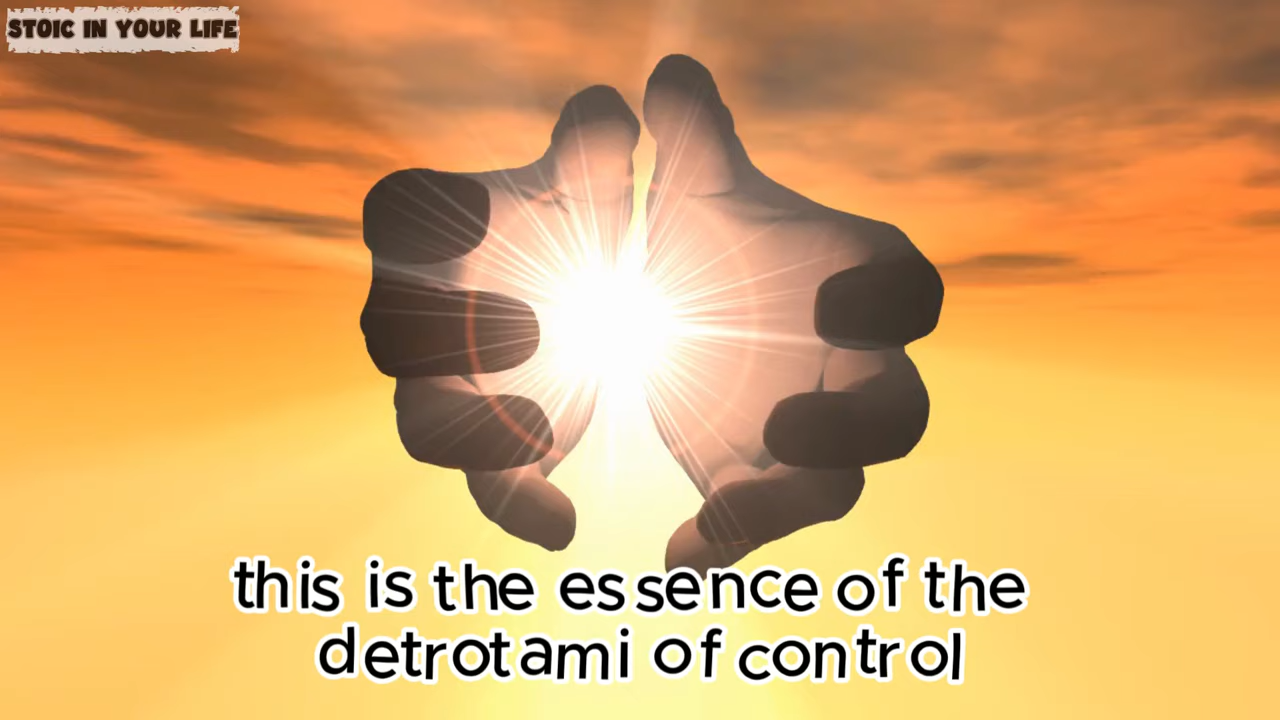 STOIC IN YOUR LIFE
this is the essence of the
detrotami of control